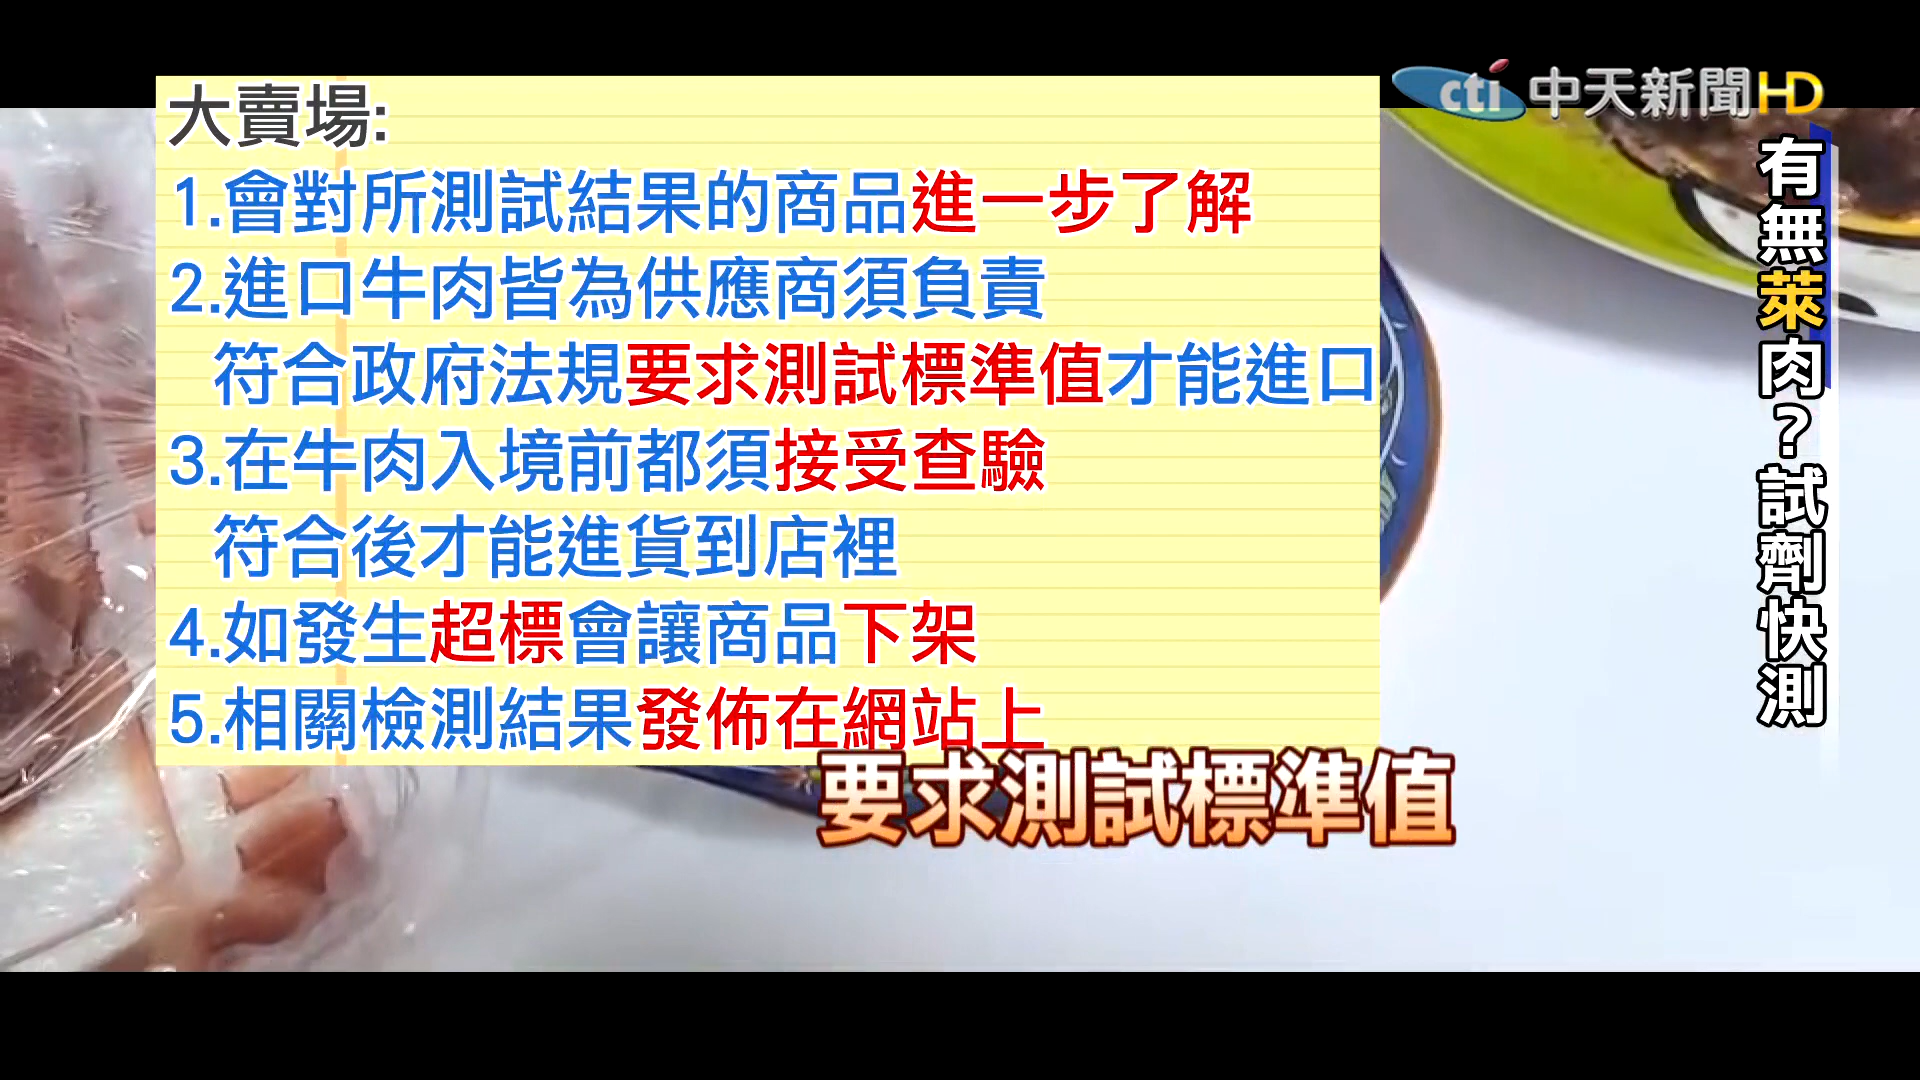 大賣場:
1.會對所測試結果的商品進一步了解
2.進口牛肉皆為供應商須負責
符合政府法規要求測試標準值才能進口
3.在牛肉入境前都須接受查驗
符合後才能進貨到店裡
4.如發生超標會讓商品下架
5.相關檢測結果發佈在網站上
要求測試標準值
cti 中天新聞HD
有無萊肉?試劑快測